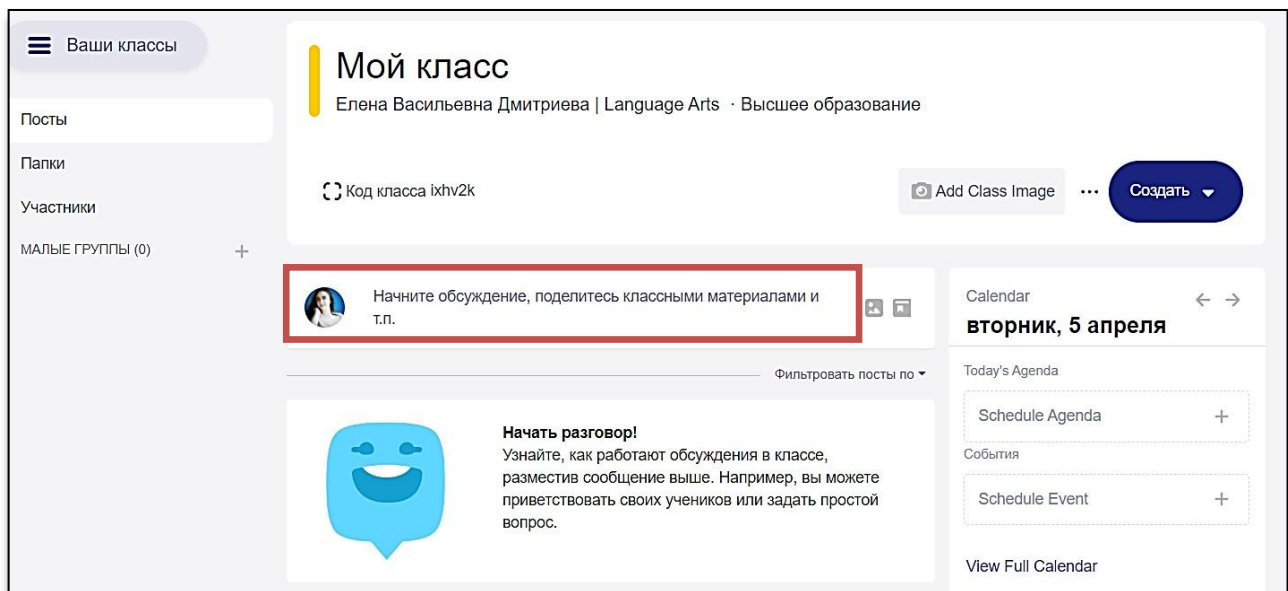 Ваши классы
Посты
Папки
Участники
МАЛЫЕ ГРУППЫ (0)
Мой класс
Елена Васильевна Дмитриева | Language Arts · Высшее образование
Код класса ixhv2k
Add Class Image
Создать
Начните обсуждение, поделитесь классными материалами и
т.п.
Фильтровать посты по
Начать разговор!
Узнайте, как работают обсуждения в классе,
разместив сообщение выше. Например, вы можете
приветствовать своих учеников или задать простой
вопрос.
Calendar
вторник, 5 апреля
Today's Agenda
Schedule Agenda
События
Schedule Event
View Full Calendar